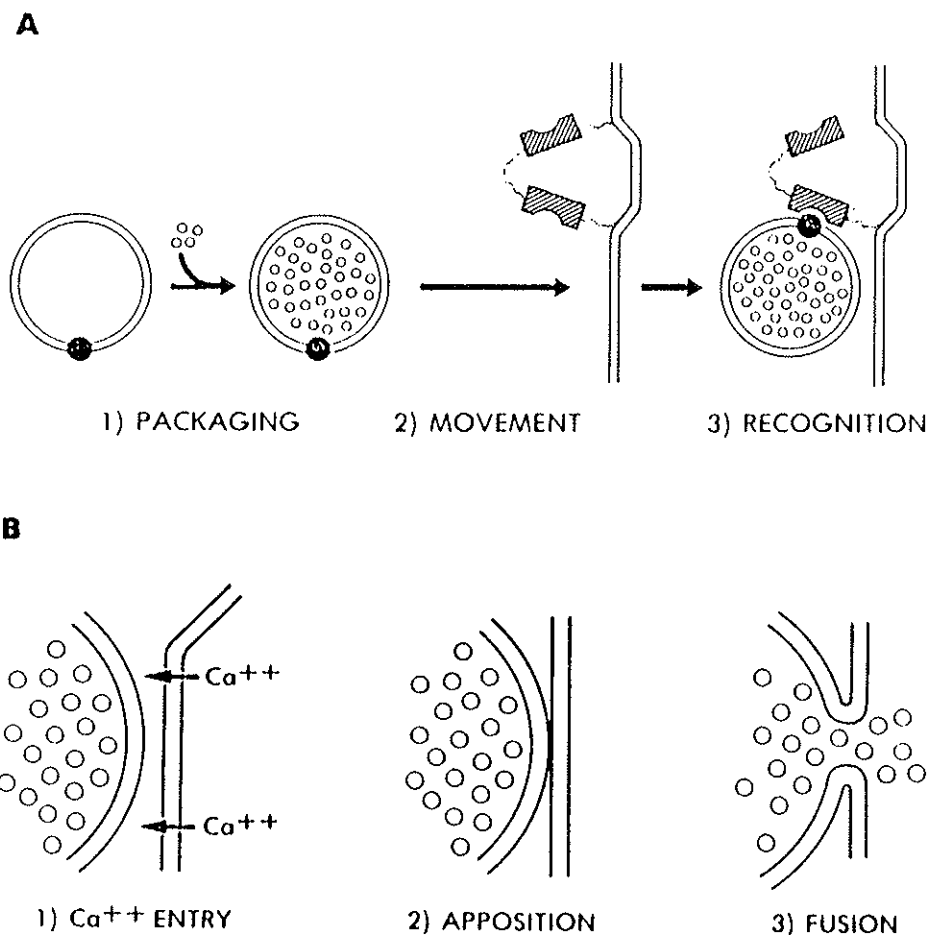 A
1) PACKAGING
2) MOVEMENT
3) RECOGNITION
B
Ca++
Ca++
1) Ca++ ENTRY
2) APPOSITION
3) FUSION